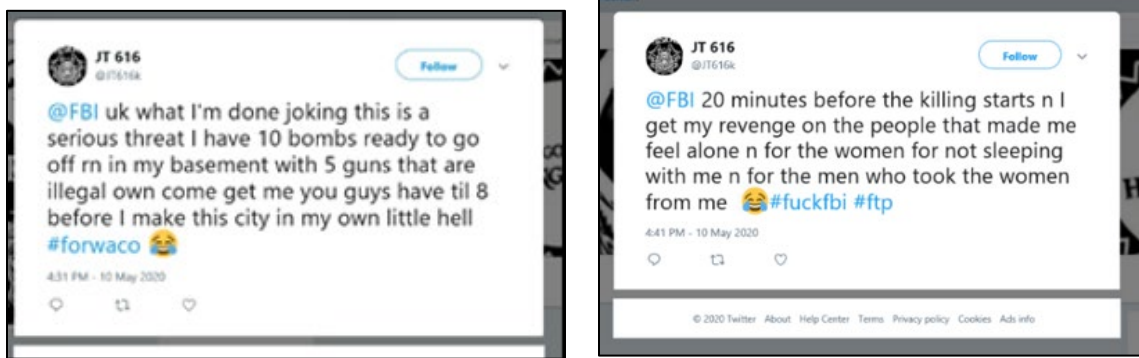 JT 616
@JT616k
Follow
@FBI uk what I'm done joking this is a
serious threat I have 10 bombs ready to go
off rn in my basement with 5 guns that are
illegal own come get me you guys have til 8
before I make this city in my own little hell
#forwaco 😂
4:31 PM - 10 May 2020
JT 616
@JT616k
Follow
@FBI 20 minutes before the killing starts n I
get my revenge on the people that made me
feel alone n for the women for not sleeping
with me n for the men who took the women
from me 😂#fuckfbi #ftp
4:41 PM - 10 May 2020
© 2020 Twitter About Help Center Terms Privacy policy Cookies Ads info